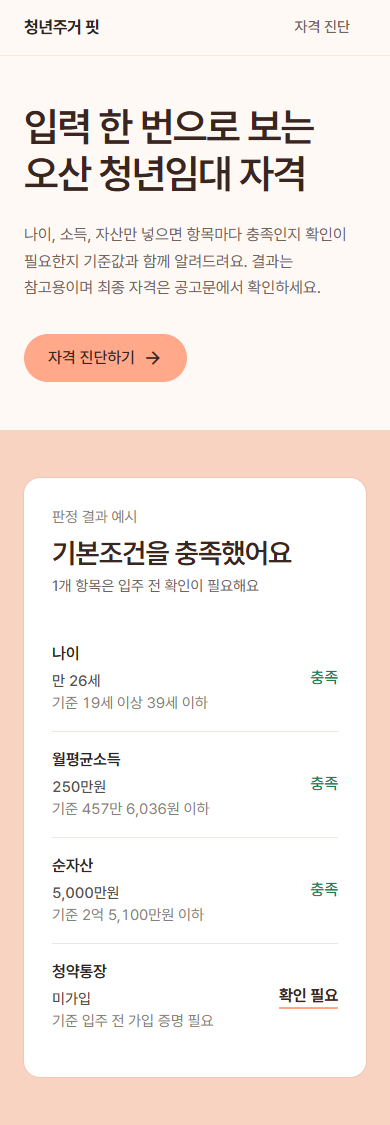 청년주거 핏
자격 진단
입력 한 번으로 보는
오산 청년임대 자격
나이, 소득, 자산만 넣으면 항목마다 충족인지 확인이
필요한지 기준값과 함께 알려드려요. 결과는
참고용이며 최종 자격은 공고문에서 확인하세요.
자격 진단하기 →
판정 결과 예시
기본조건을 충족했어요
1개 항목은 입주 전 확인이 필요해요
나이
만 26세
기준 19세 이상 39세 이하
충족
월평균소득
250만원
기준 457만 6,036원 이하
충족
순자산
5,000만원
기준 2억 5,100만원 이하
충족
청약통장
미가입
기준 입주 전 가입 증명 필요
확인 필요